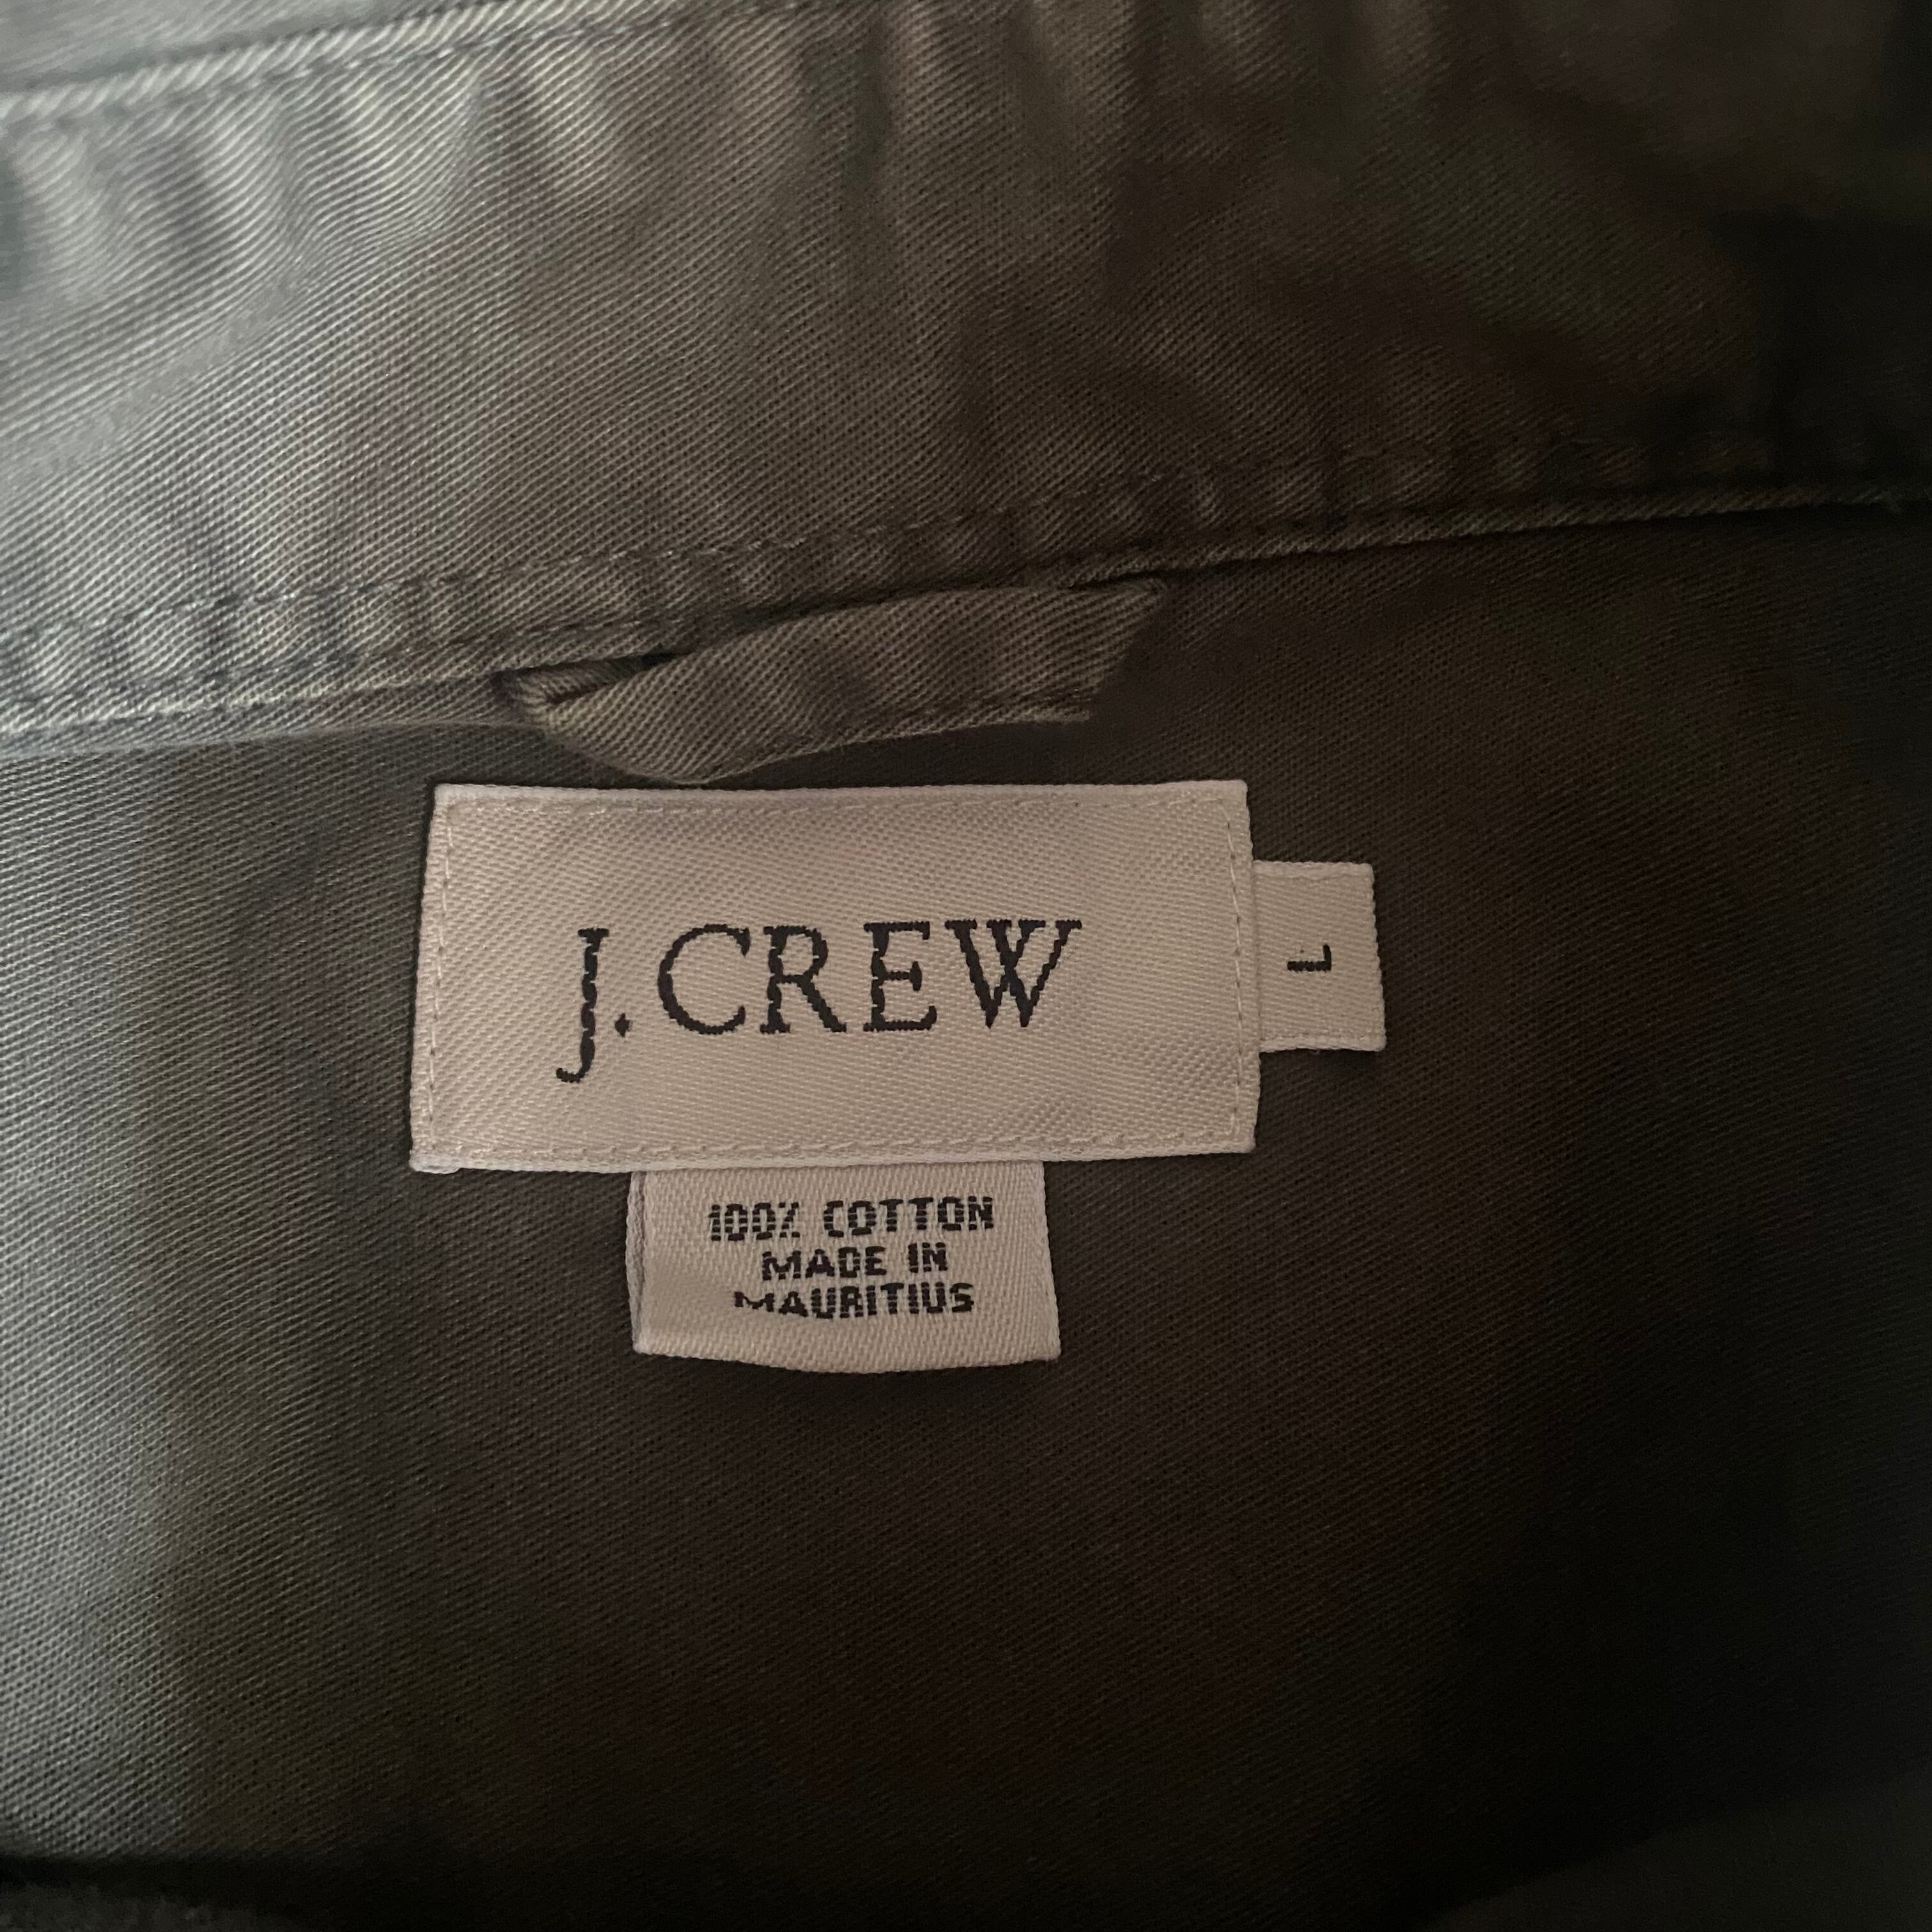 J.CREW
L
100% COTTON
MADE IN
MAURITIUS